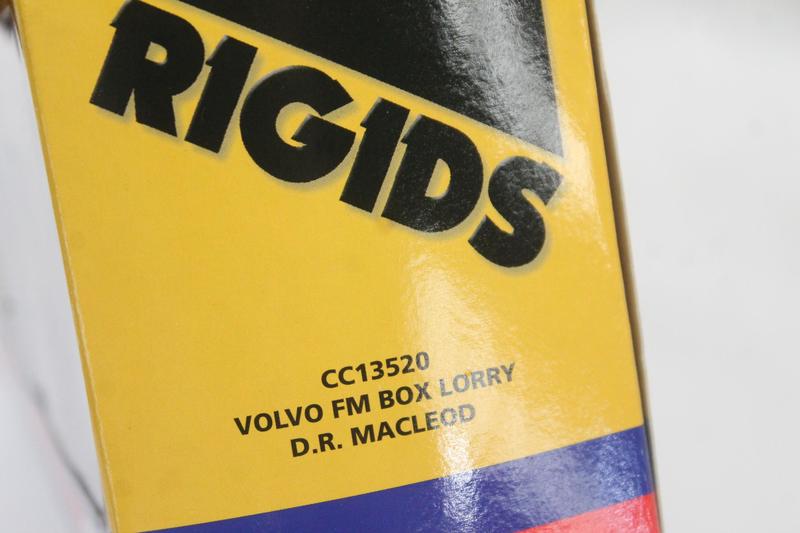 RIGIDS
CC13520
VOLVO FM BOX LORRY
D.R. MACLEOD